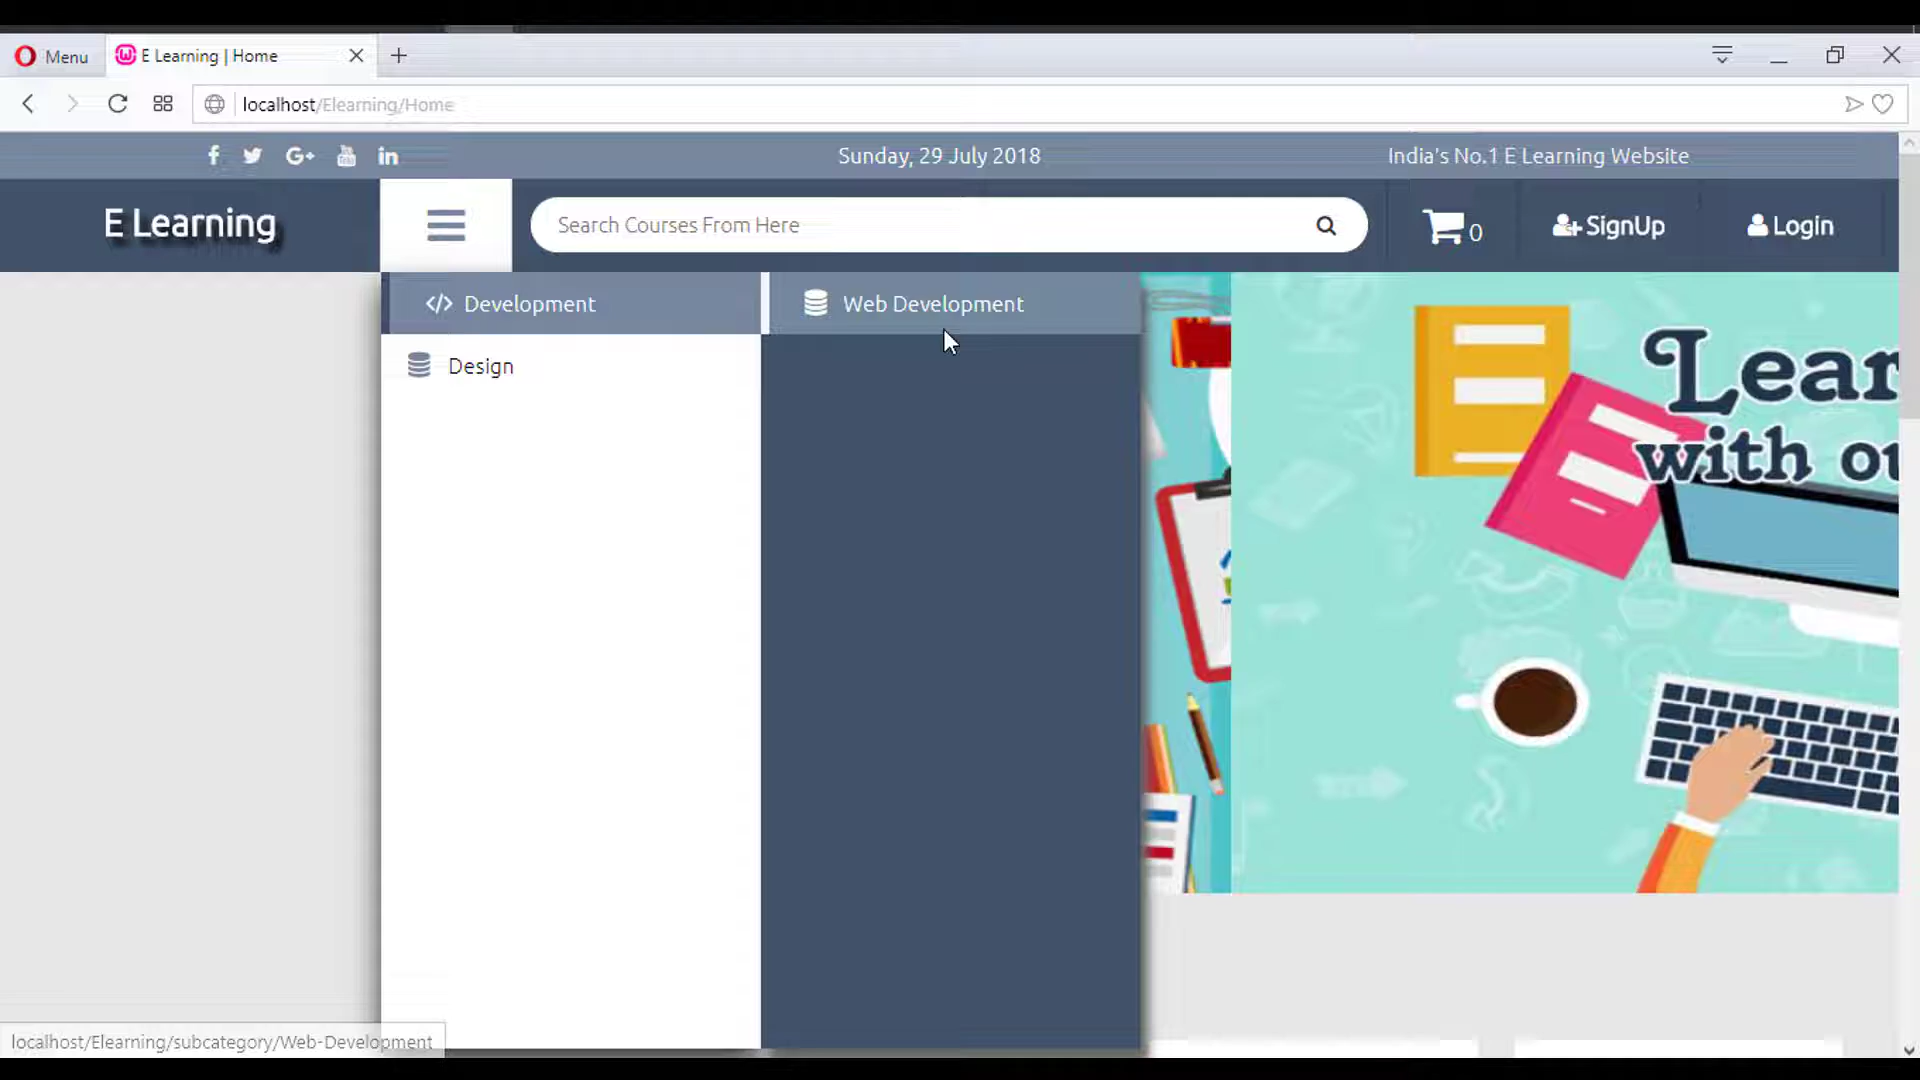 Menu
E Learning | Home
localhost/Elearning/Home
Sunday, 29 July 2018
India's No.1 E Learning Website
E Learning
Search Courses From Here
0
SignUp
Login
Development
Web Development
Design
Lear
with ou
localhost/Elearning/subcategory/Web-Development